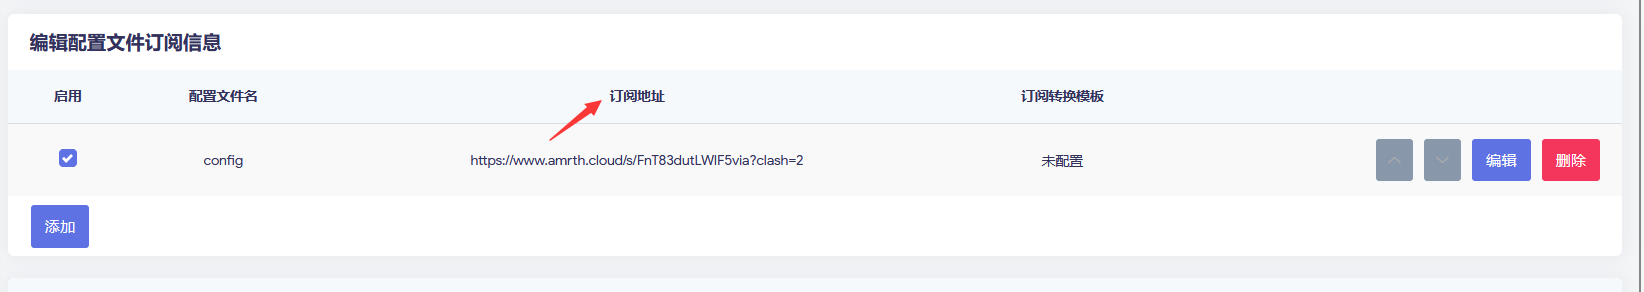 编辑配置文件订阅信息
启用 配置文件名 订阅地址 订阅转换模板
config https://www.amrth.cloud/s/FnT83dutLWlF5via?clash=2 未配置 编辑 删除
添加